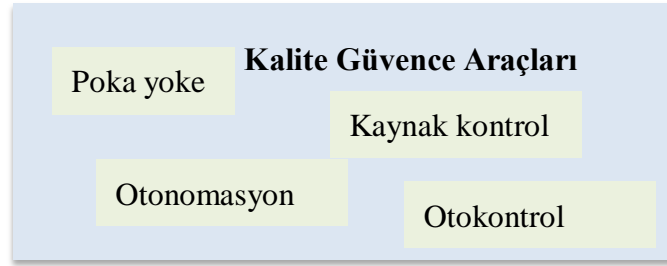 Kalite Güvence Araçları
Poka yoke
Kaynak kontrol
Otonomasyon
Otokontrol